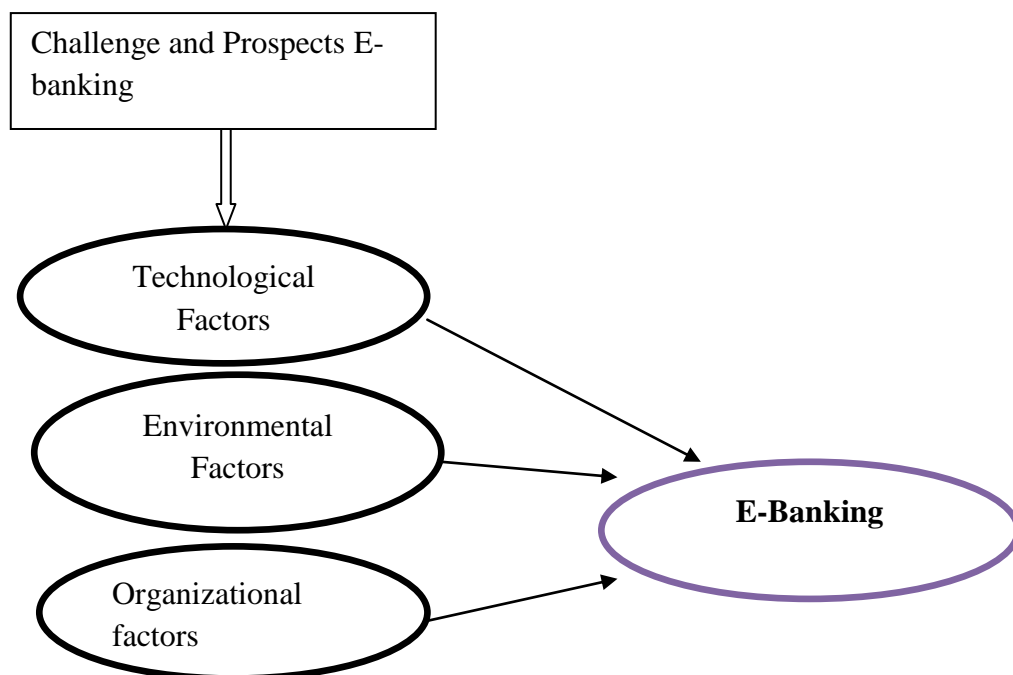 Challenge and Prospects E-
banking
Technological
Factors
Environmental
Factors
E-Banking
Organizational
factors